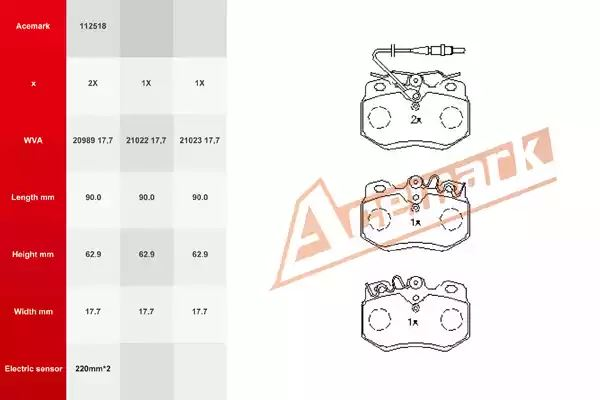 Acemark 112518
x 2X 1X 1X
WVA 20989 17,7 21022 17,7 21023 17,7
Length mm 90.0 90.0 90.0
Height mm 62.9 62.9 62.9
Width mm 17.7 17.7 17.7
Electric sensor 220mm*2
2x
1x
1x
Acemark